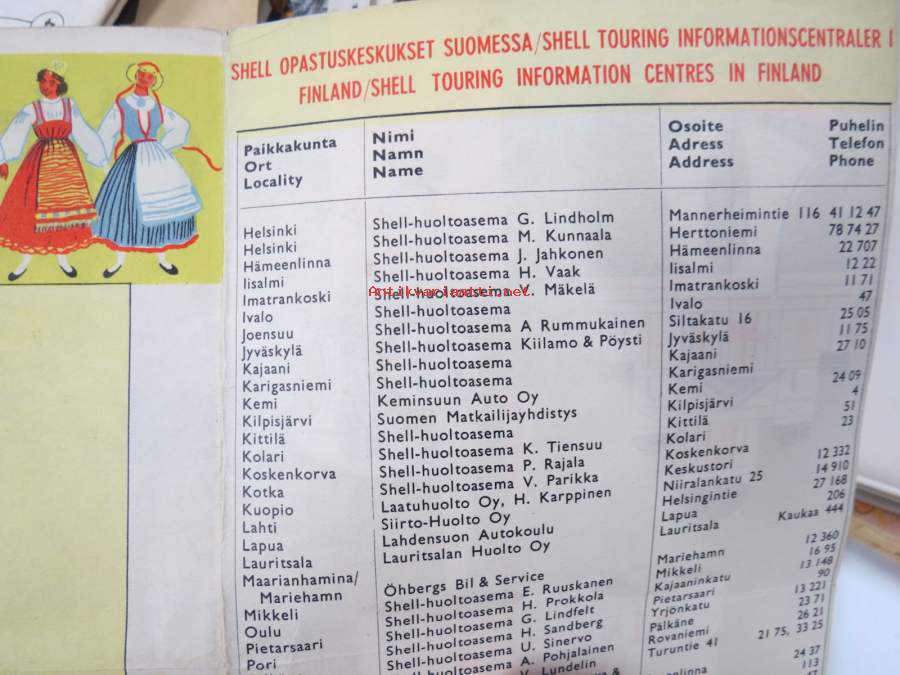 SHELL OPASTUSKESKUKSET SUOMESSA/SHELL TOURING INFORMATIONSCENTRALER I
FINLAND/SHELL TOURING INFORMATION CENTRES IN FINLAND
Paikkakunta Nimi Osoite Puhelin
Ort Namn Adress Telefon
Locality Name Address Phone
Helsinki Shell-huoltoasema G. Lindholm Mannerheimintie 116 41 12 47
Helsinki Shell-huoltoasema M. Kunnaala Herttoniemi 78 74 27
Hämeenlinna Shell-huoltoasema J. Jahkonen Hämeenlinna 22 707
Iisalmi Shell-huoltoasema H. Vaak Iisalmi 12 22
Imatrankoski Shell-huoltoasema V. Mäkelä Imatrankoski 11 71
Antikvariaatti.net
Ivalo Shell-huoltoasema Ivalo 47
Joensuu Shell-huoltoasema A Rummukainen Siltakatu 16 25 05
Jyväskylä Shell-huoltoasema Kiilamo & Pöysti Jyväskylä 11 75
Kajaani Shell-huoltoasema Kajaani 27 10
Karigasniemi Shell-huoltoasema Karigasniemi
Kemi Keminsuun Auto Oy Kemi 24 09
Kilpisjärvi Suomen Matkailijayhdistys Kilpisjärvi 4
Kittilä Shell-huoltoasema Kittilä 51
Kolari Shell-huoltoasema K. Tiensuu Kolari 23
Koskenkorva Shell-huoltoasema P. Rajala Koskenkorva
Kotka Shell-huoltoasema V. Parikka Keskustori 12 332
Kuopio Laatuhuolto Oy, H. Karppinen Niiralankatu 25 14 910
Lahti Siirto-Huolto Oy Helsingintie 27 168
Lapua Lahdensuon Autokoulu Lapua 206
Lauritsala Lauritsalan Huolto Oy Lauritsala Kaukaa 444
Maarianhamina/
Mariehamn Öhbergs Bil & Service Mariehamn 12 360
Mikkeli Shell-huoltoasema E. Ruuskanen Mikkeli 16 95
Oulu Shell-huoltoasema H. Prokkola Kajaaninkatu 13 148
Pietarsaari Shell-huoltoasema G. Lindfelt Pietarsaari 90
Pori Shell-huoltoasema H. Sandberg Yrjönkatu 13 221
Shell-huoltoasema U. Sinervo Pälkäne 23 71
Shell-huoltoasema A. Pohjalainen Rovaniemi 26 21
V. Lundelin Turuntie 41 21 75, 33 25
24 37
113